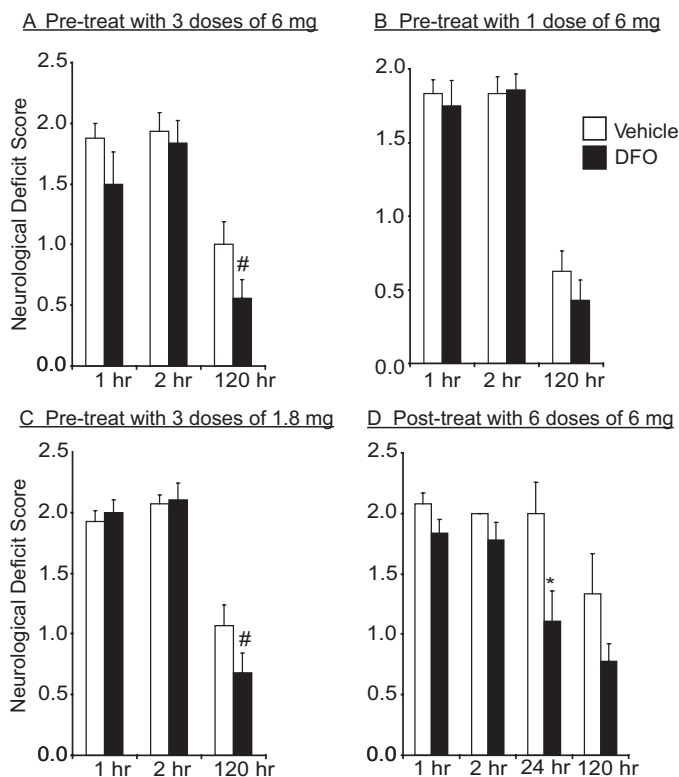 A Pre-treat with 3 doses of 6 mg
Neurological Deficit Score
2.5
2.0
1.5
1.0
0.5
0.0
#
1 hr 2 hr 120 hr
B Pre-treat with 1 dose of 6 mg
2.0
1.5
1.0
0.5
0.0
Vehicle
DFO
1 hr 2 hr 120 hr
C Pre-treat with 3 doses of 1.8 mg
Neurological Deficit Score
2.5
2.0
1.5
1.0
0.5
0.0
#
1 hr 2 hr 120 hr
D Post-treat with 6 doses of 6 mg
2.5
2.0
1.5
1.0
0.5
0.0
*
1 hr 2 hr 24 hr 120 hr